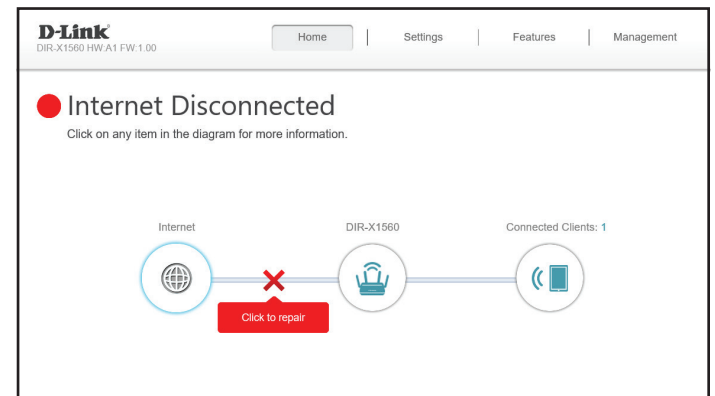 D-Link
DIR-X1560 HW:A1 FW:1.00
Home
Settings
Features
Management
Internet Disconnected
Click on any item in the diagram for more information.
Internet
DIR-X1560
Connected Clients: 1
Click to repair